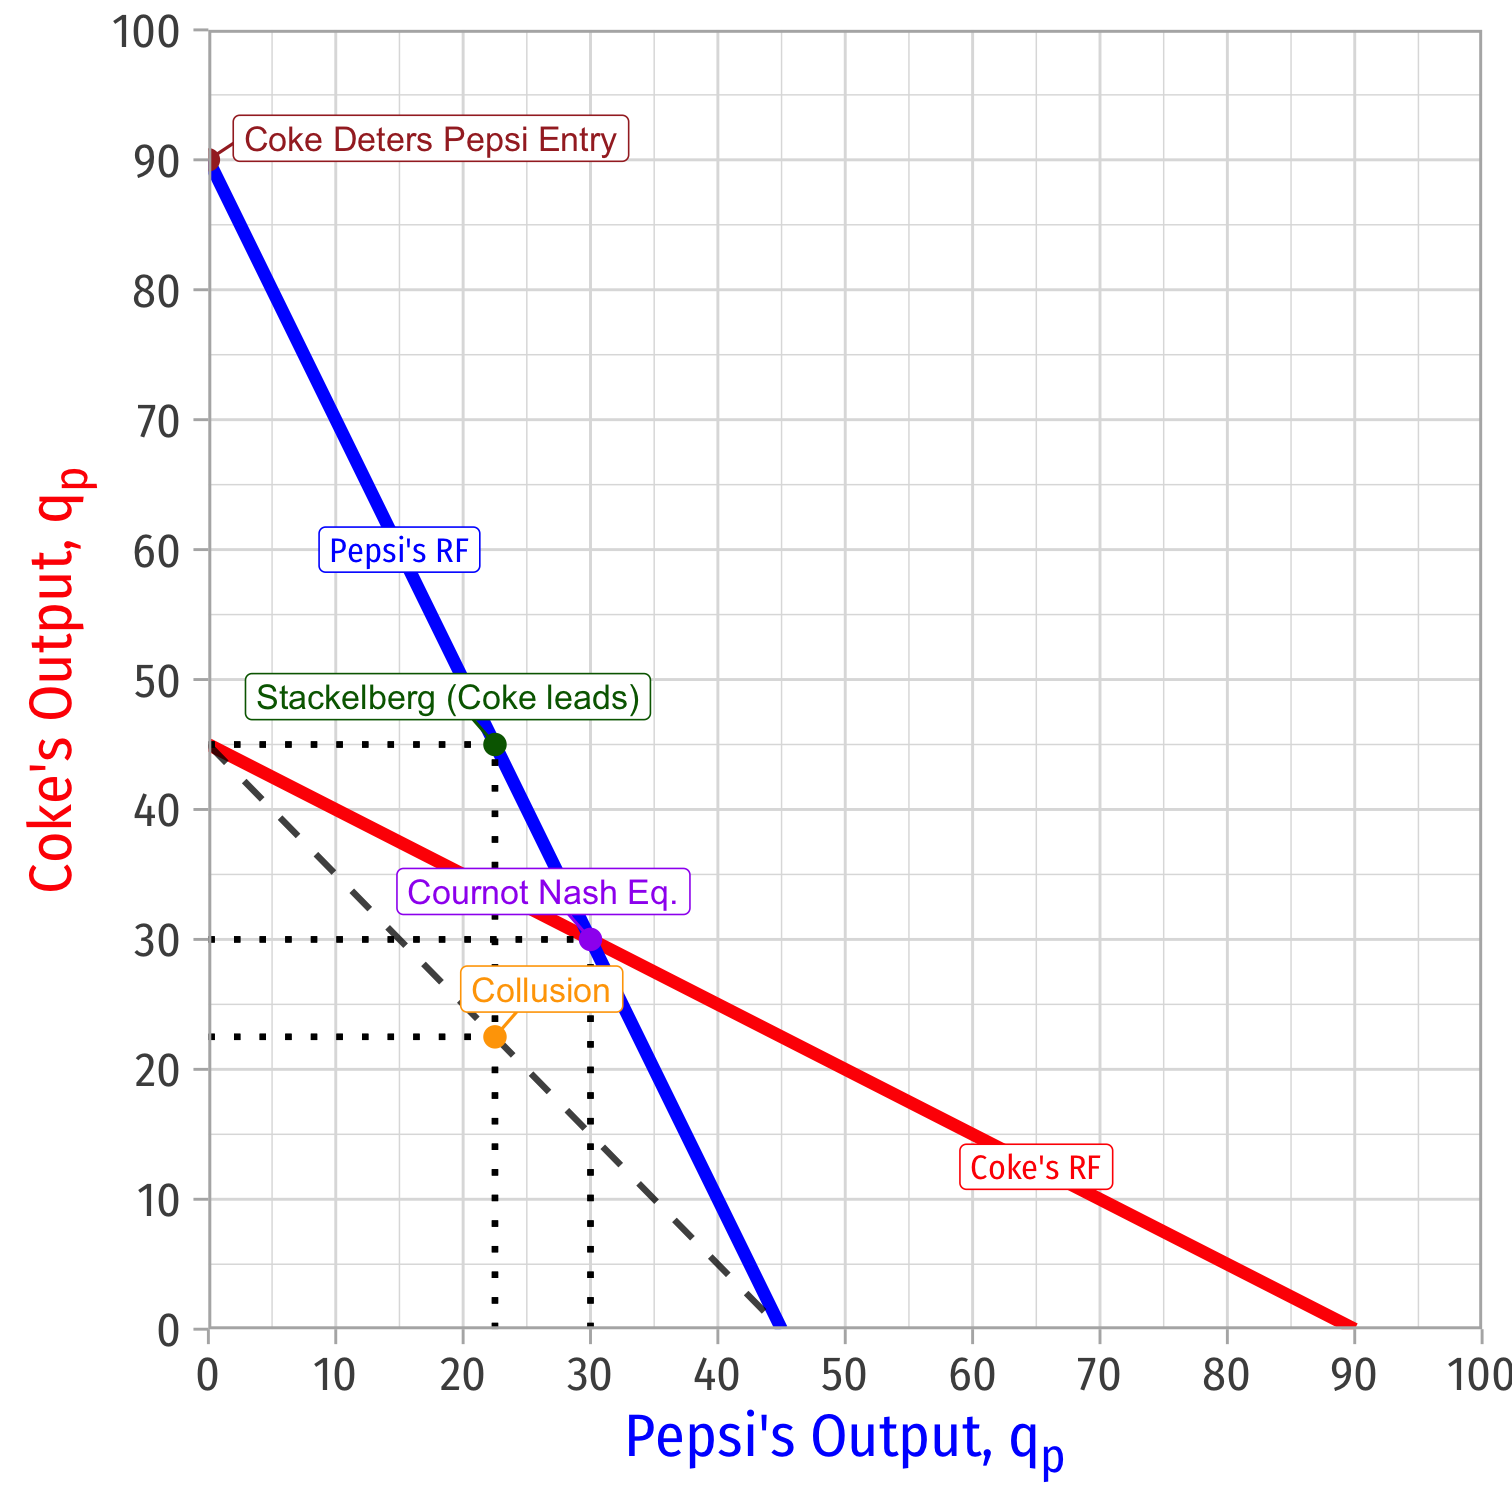 100
90
80
70
60
50
40
30
20
10
0
Coke's Output, qp
Coke Deters Pepsi Entry
Pepsi's RF
Stackelberg (Coke leads)
Cournot Nash Eq.
Collusion
Coke's RF
0 10 20 30 40 50 60 70 80 90 100
Pepsi's Output, qp